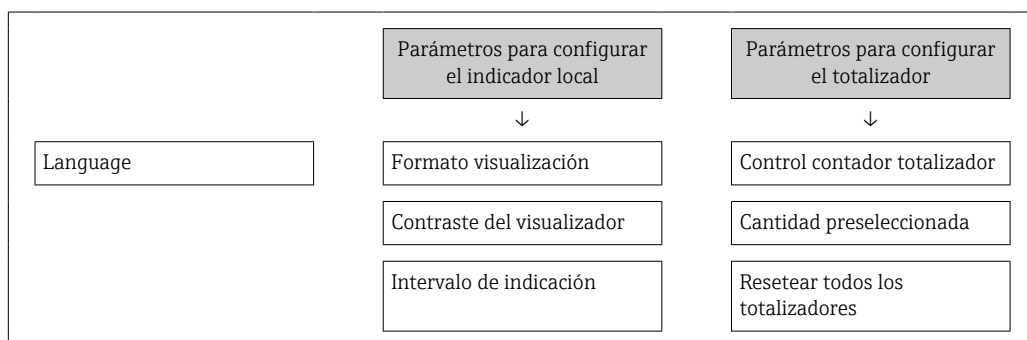 Parámetros para configurar
el indicador local
Parámetros para configurar
el totalizador
↓
↓
Language
Formato visualización
Control contador totalizador
Contraste del visualizador
Cantidad preseleccionada
Intervalo de indicación
Resetear todos los
totalizadores